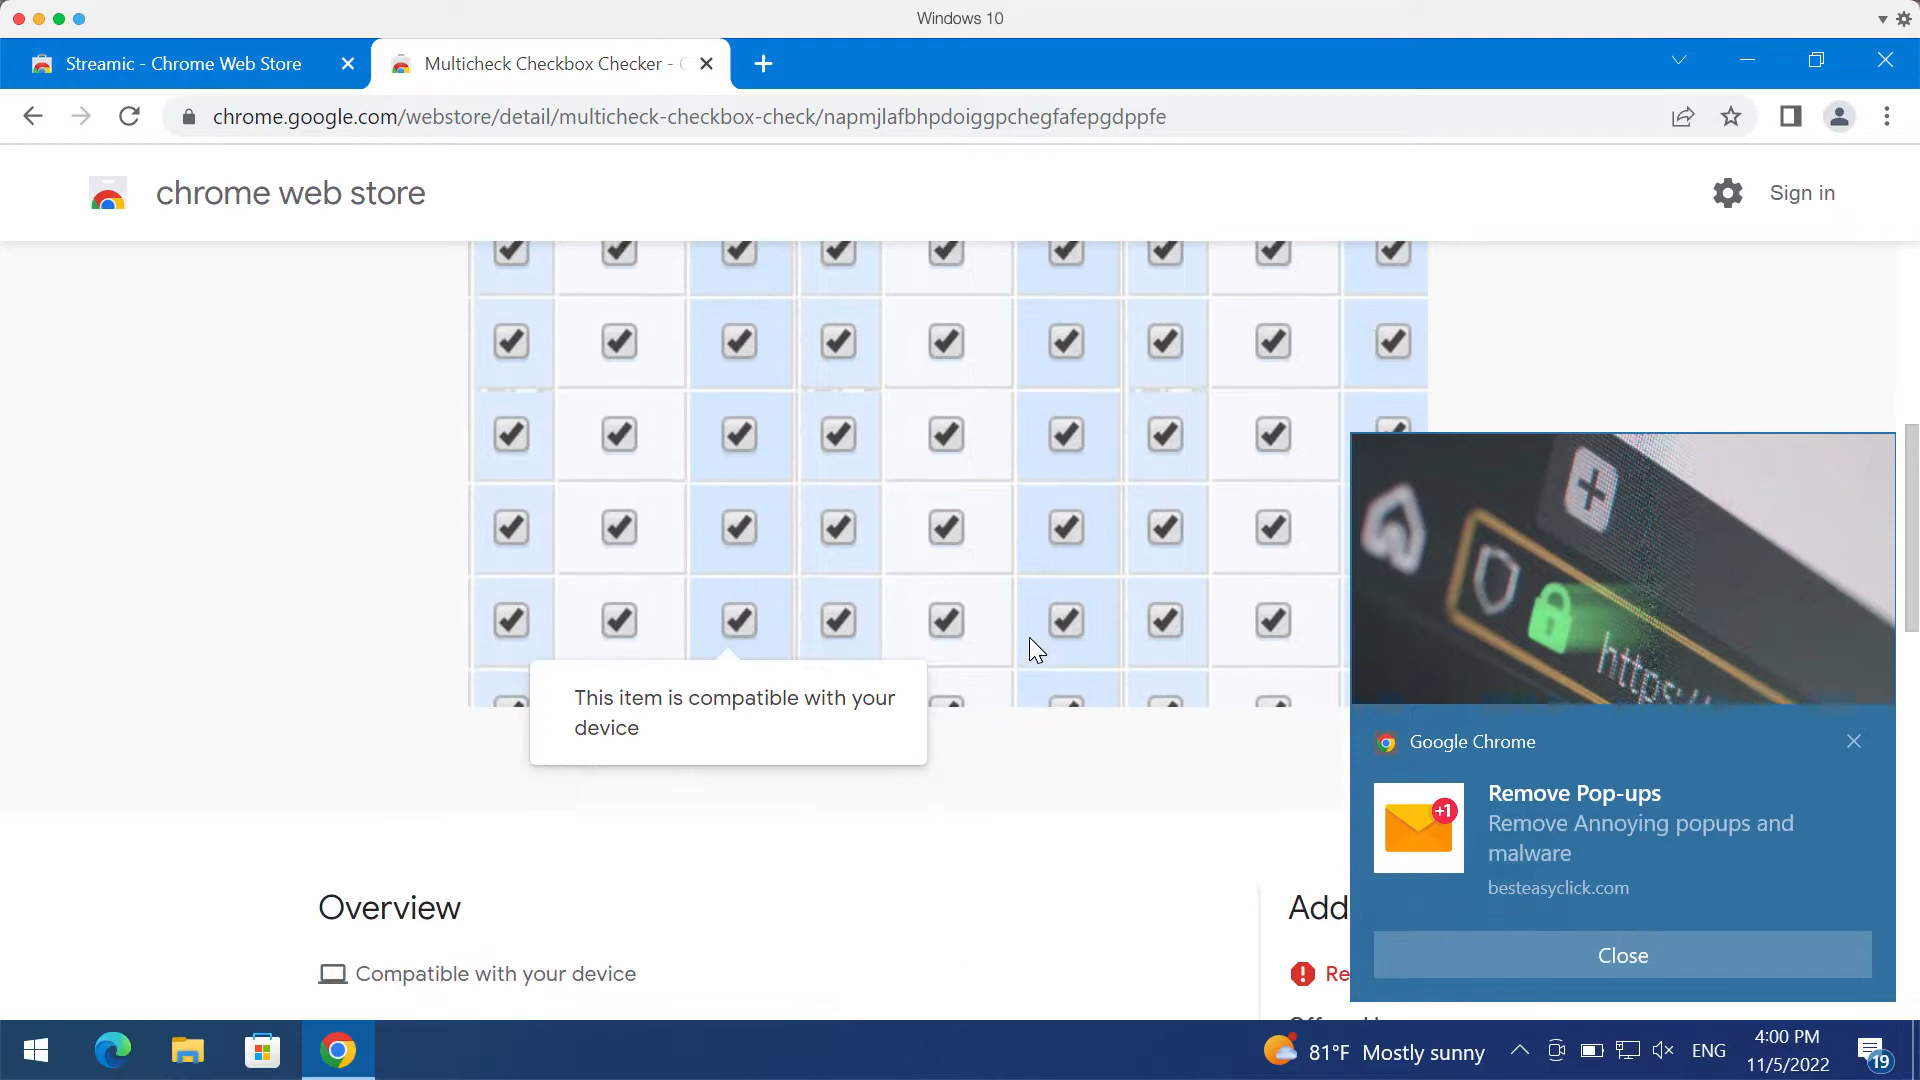 Windows 10
Streamic - Chrome Web Store
Multicheck Checkbox Checker - C
chrome.google.com/webstore/detail/multicheck-checkbox-check/napmjlafbhpdoiggpchegfafepgdppfe
chrome web store
Sign in
This item is compatible with your
device
https:/
Google Chrome
+1
Remove Pop-ups
Remove Annoying popups and
malware
besteasyclick.com
Close
Overview
Add
Compatible with your device
Re
81°F Mostly sunny
ENG
4:00 PM
11/5/2022
19